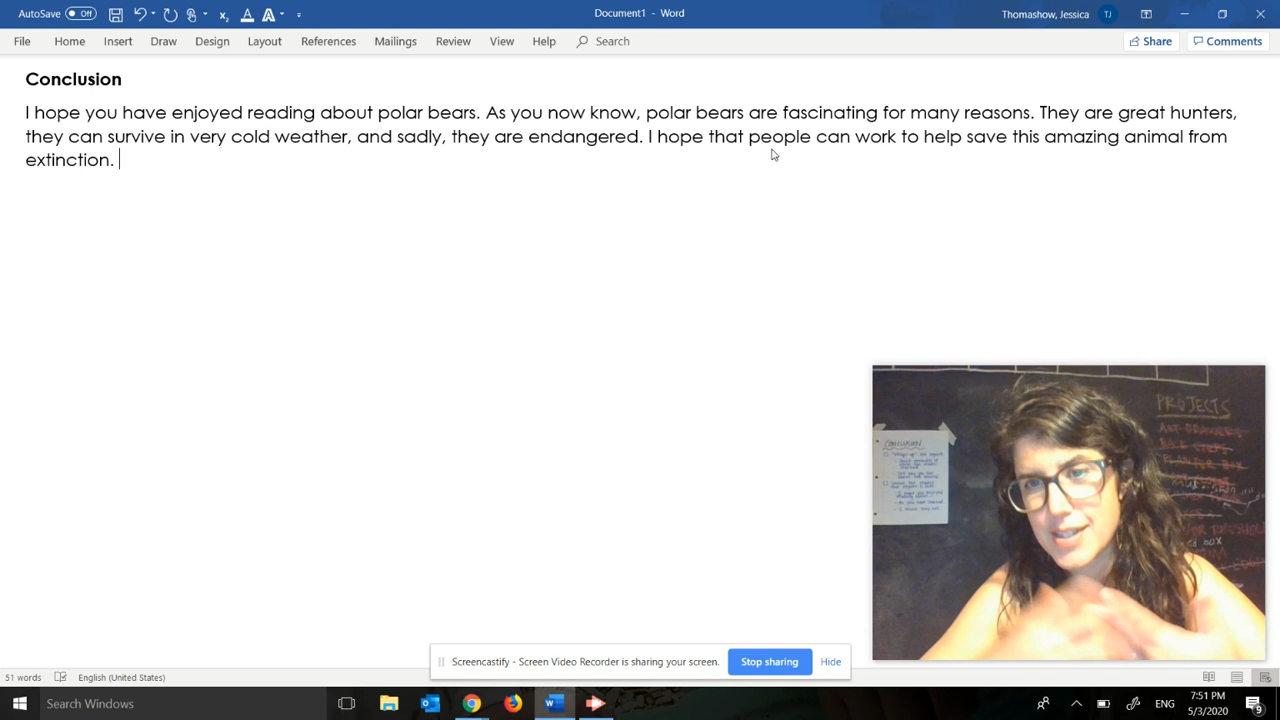 AutoSave Off Document1 - Word Thomashow, Jessica TJ
File Home Insert Draw Design Layout References Mailings Review View Help Search Share Comments
Conclusion
I hope you have enjoyed reading about polar bears. As you now know, polar bears are fascinating for many reasons. They are great hunters,
they can survive in very cold weather, and sadly, they are endangered. I hope that people can work to help save this amazing animal from
extinction.
PROJECTS
CONCLUSION
Screencastify - Screen Video Recorder is sharing your screen. Stop sharing Hide
51 words English (United States)
Search Windows ENG 7:51 PM
5/3/2020 9